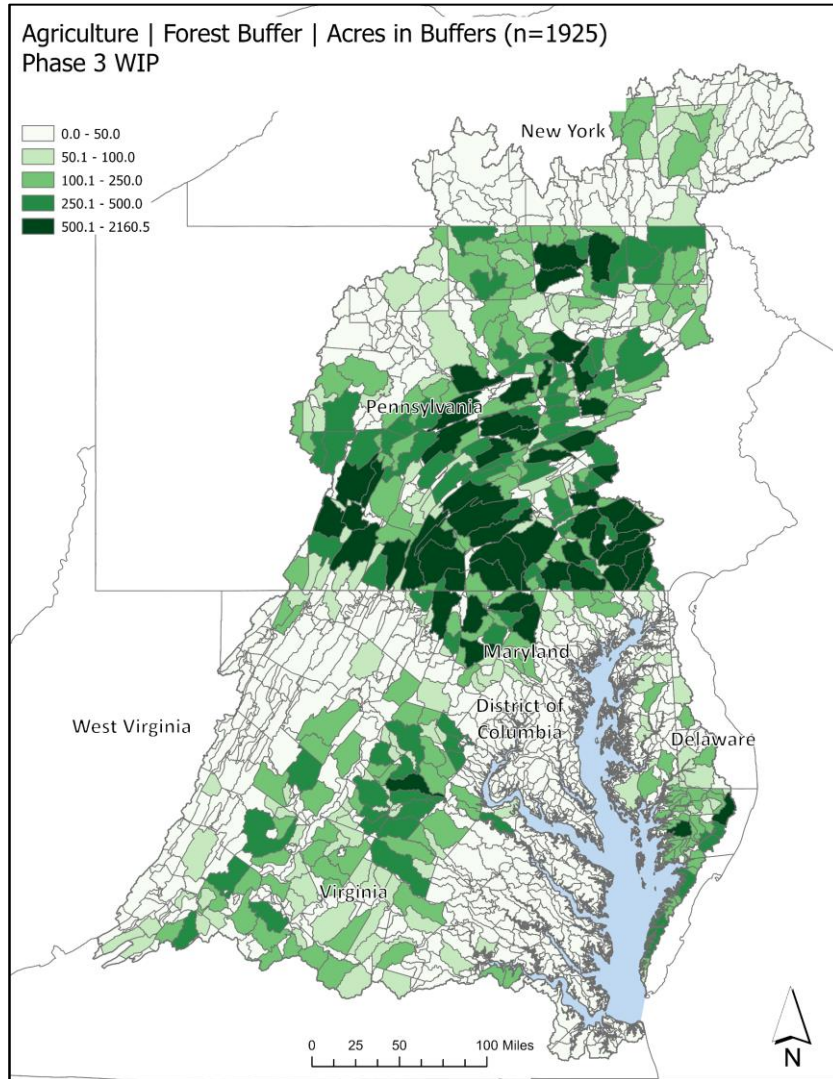 Agriculture | Forest Buffer | Acres in Buffers (n=1925)
Phase 3 WIP
0.0 - 50.0
50.1 - 100.0
100.1 - 250.0
250.1 - 500.0
500.1 - 2160.5
New York
Pennsylvania
Maryland
District of
Columbia
West Virginia
Delaware
Virginia
0 25 50 100 Miles
N